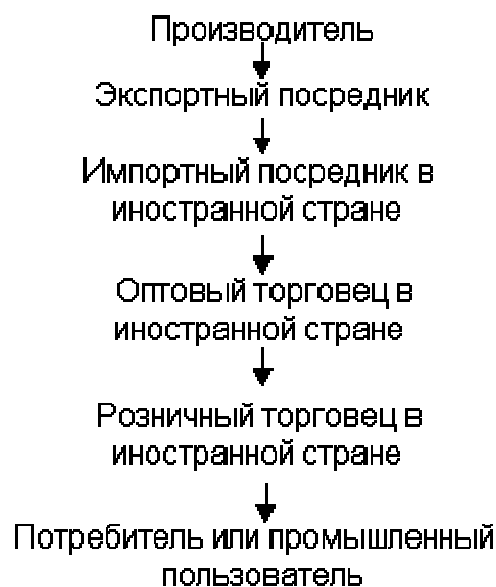 Производитель
Экспортный посредник
Импортный посредник в
иностранной стране
Оптовый торговец в
иностранной стране
Розничный торговец в
иностранной стране
Потребитель или промышленный
пользователь